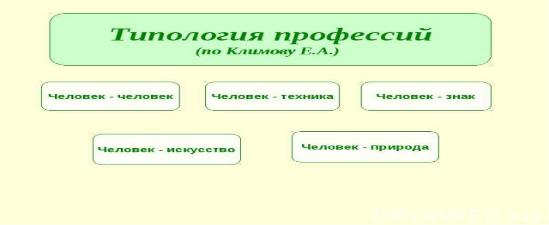 Типология профессий
(по Климову Е.А.)
Человек - человек
Человек - техника
Человек - знак
Человек - искусство
Человек - природа